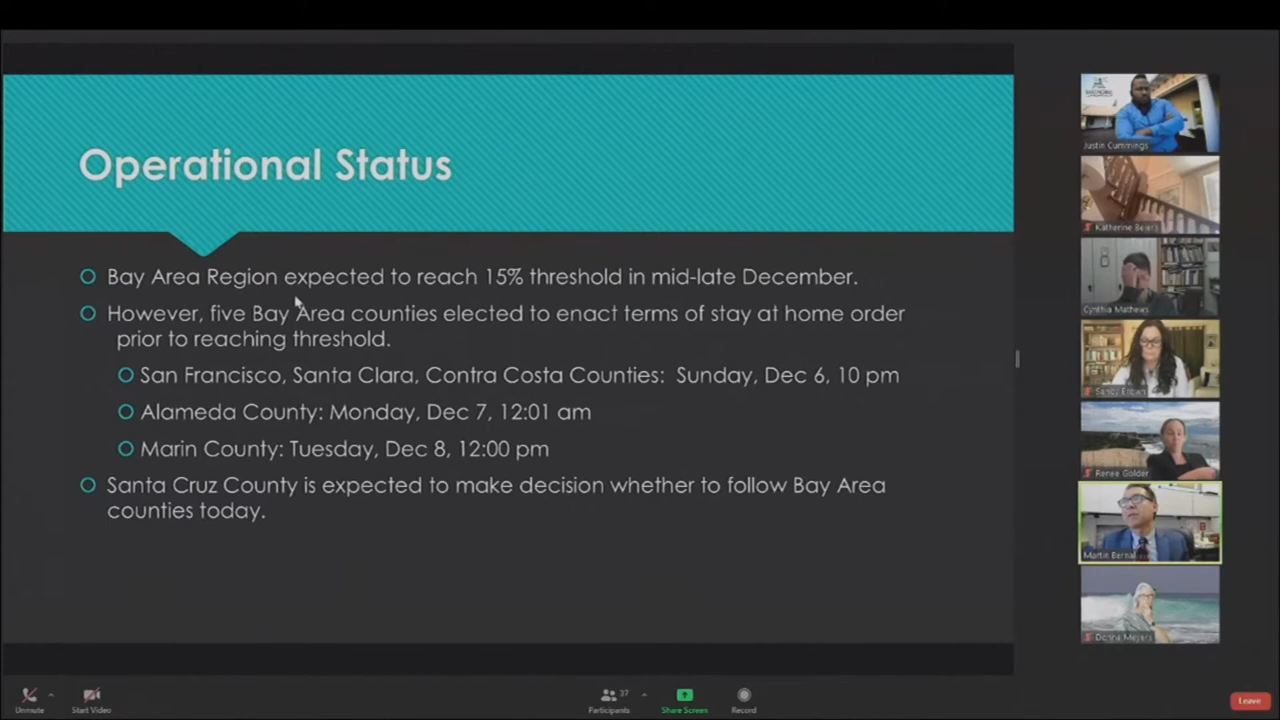 Operational Status
Bay Area Region expected to reach 15% threshold in mid-late December.
However, five Bay Area counties elected to enact terms of stay at home order
prior to reaching threshold.
San Francisco, Santa Clara, Contra Costa Counties: Sunday, Dec 6, 10 pm
Alameda County: Monday, Dec 7, 12:01 am
Marin County: Tuesday, Dec 8, 12:00 pm
Santa Cruz County is expected to make decision whether to follow Bay Area
counties today.
Justin Cummings
Katherine Beiers
Cynthia Mathews
Sandy Brown
Renee Golder
Martin Bernal
Donna Meyers
Unmute
Start Video
Participants
37
Share Screen
Record
Leave